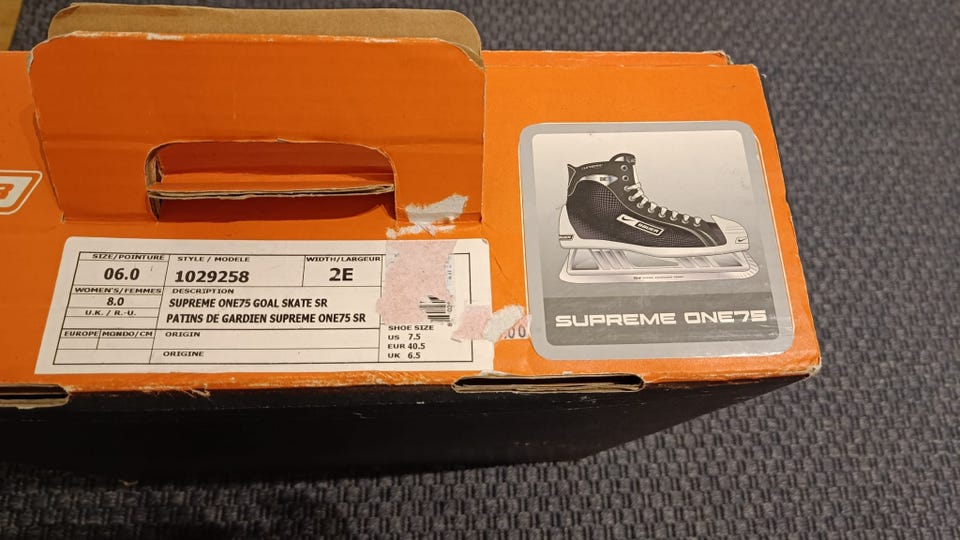 SIZE/POINTURE
06.0
WOMEN'S/FEMMES
8.0
U.K. / R.-U.
EUROPE MONDO/CM
STYLE / MODELE
1029258
WIDTH/LARGEUR
2E
DESCRIPTION
SUPREME ONE75 GOAL SKATE SR
PATINS DE GARDIEN SUPREME ONE75 SR
ORIGIN
ORIGINE
SHOE SIZE
US 7.5
EUR 40.5
UK 6.5
BAUER
SUPREME ONE75